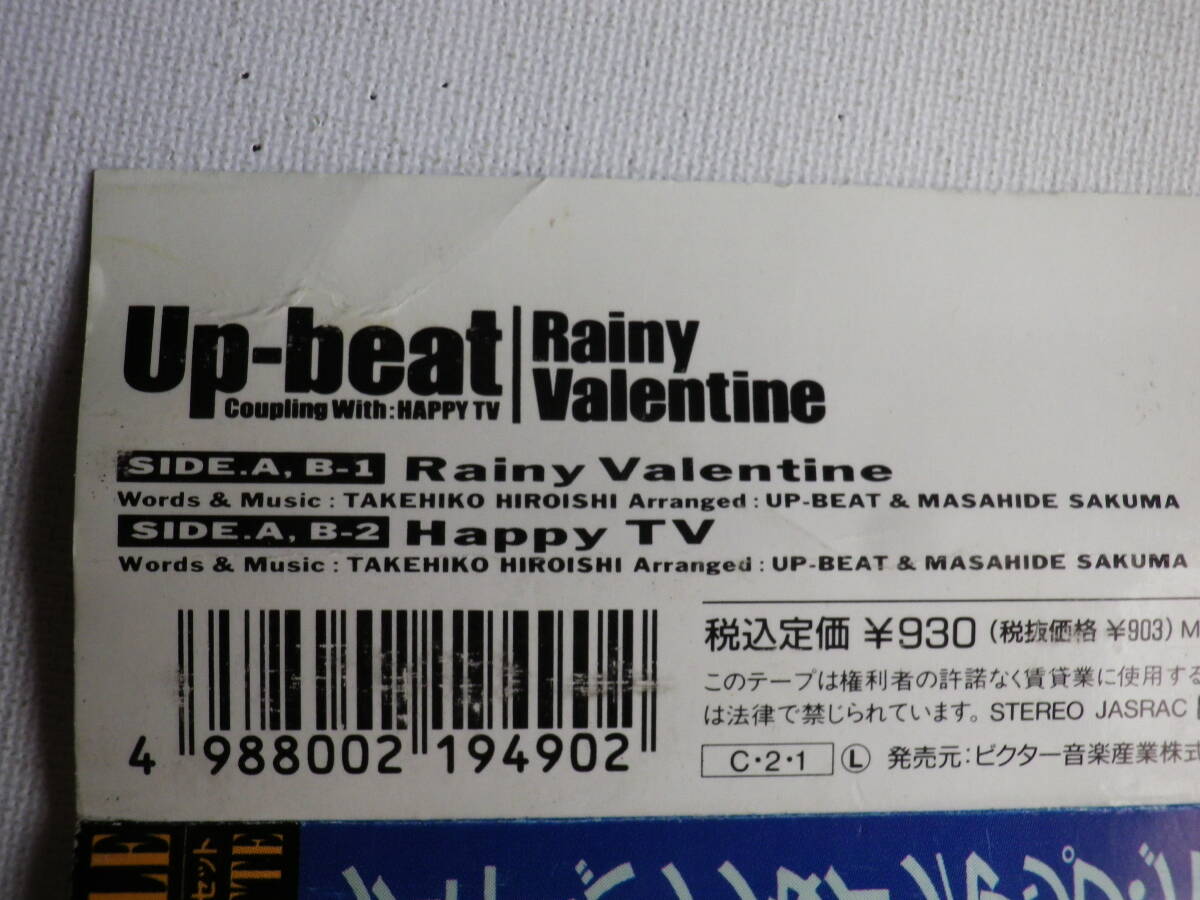 Up-beat
Coupling With: HAPPY TV
Rainy
Valentine
SIDE.A, B-1 Rainy Valentine
Words & Music : TAKEHIKO HIROISHI Arranged : UP-BEAT & MASAHIDE SAKUMA
SIDE.A, B-2 Happy TV
Words & Music : TAKEHIKO HIROISHI Arranged : UP-BEAT & MASAHIDE SAKUMA
4 988002 194902
税込定価 ¥930 (税抜価格 ¥903) M
このテープは権利者の許諾なく賃貸業に使用する
は法律で禁じられています。STEREO JASRAC
C・2・1 Ⓛ 発売元:ビクター音楽産業株式